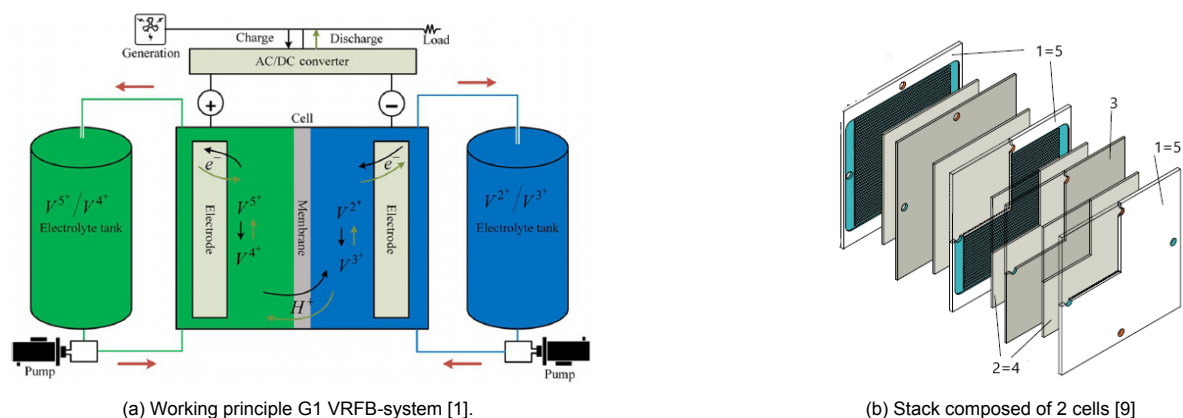 Generation
Charge
Discharge
Load
AC/DC converter
+
−
Cell
e⁻
e⁻
V⁵⁺/V⁴⁺
Electrolyte tank
Electrode
V⁵⁺
V⁴⁺
Membrane
V²⁺
V³⁺
Electrode
V²⁺/V³⁺
Electrolyte tank
H⁺
Pump
Pump
(a) Working principle G1 VRFB-system [1].
1=5
3
1=5
2=4
(b) Stack composed of 2 cells [9]